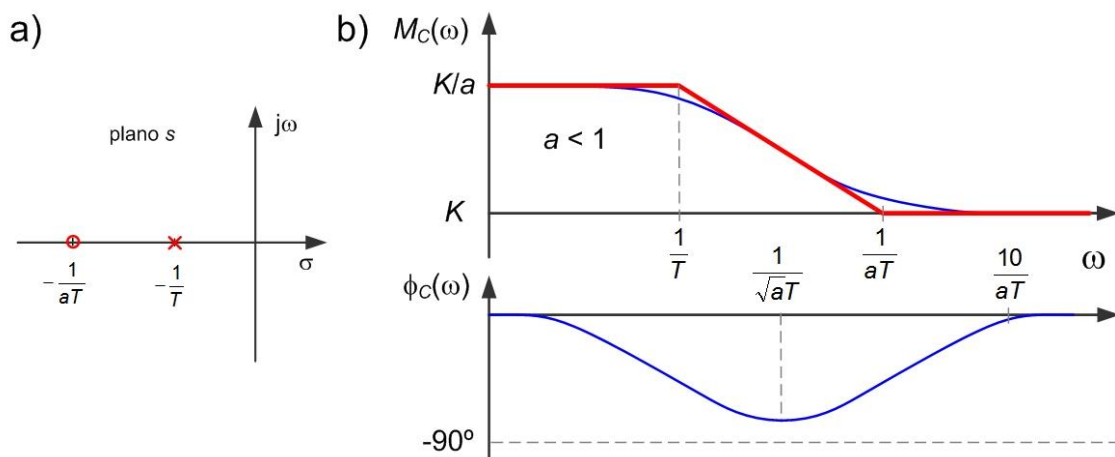 a)
plano s
jω
σ
-1/aT
-1/T
b)
M_C(ω)
K/a
a < 1
K
1/T
1/√aT
1/aT
10/aT
ω
ϕ_C(ω)
-90º